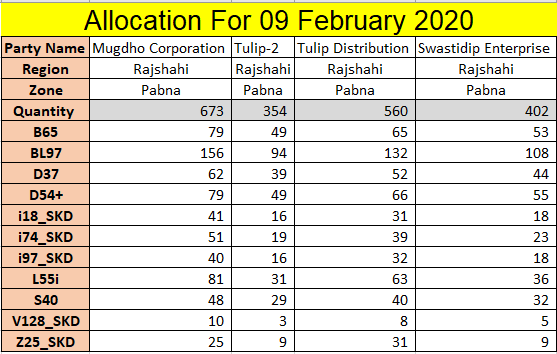 Allocation For 09 February 2020
Party Name Mugdho Corporation Tulip-2 Tulip Distribution Swastidip Enterprise
Region Rajshahi Rajshahi Rajshahi Rajshahi
Zone Pabna Pabna Pabna Pabna
Quantity 673 354 560 402
B65 79 49 65 53
BL97 156 94 132 108
D37 62 39 52 44
D54+ 79 49 66 55
i18_SKD 41 16 31 18
i74_SKD 51 19 39 23
i97_SKD 40 16 32 18
L55i 81 31 63 36
S40 48 29 40 32
V128_SKD 10 3 8 5
Z25_SKD 25 9 31 9